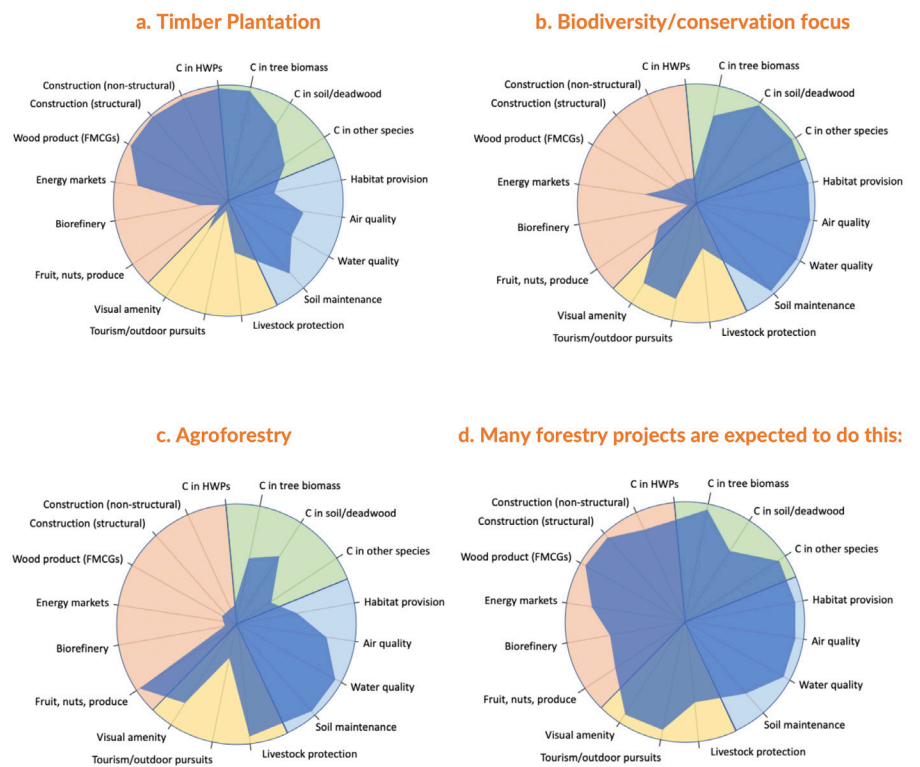 a. Timber Plantation
C in HWPs
C in tree biomass
Construction (non-structural)
C in soil/deadwood
Construction (structural)
C in other species
Wood product (FMCGs)
Habitat provision
Energy markets
Air quality
Biorefinery
Water quality
Fruit, nuts, produce
Soil maintenance
Visual amenity
Livestock protection
Tourism/outdoor pursuits
b. Biodiversity/conservation focus
C in HWPs
C in tree biomass
Construction (non-structural)
C in soil/deadwood
Construction (structural)
C in other species
Wood product (FMCGs)
Habitat provision
Energy markets
Air quality
Biorefinery
Water quality
Fruit, nuts, produce
Soil maintenance
Visual amenity
Livestock protection
Tourism/outdoor pursuits
c. Agroforestry
C in HWPs
C in tree biomass
Construction (non-structural)
C in soil/deadwood
Construction (structural)
C in other species
Wood product (FMCGs)
Habitat provision
Energy markets
Air quality
Biorefinery
Water quality
Fruit, nuts, produce
Soil maintenance
Visual amenity
Livestock protection
Tourism/outdoor pursuits
d. Many forestry projects are expected to do this:
C in HWPs
C in tree biomass
Construction (non-structural)
C in soil/deadwood
Construction (structural)
C in other species
Wood product (FMCGs)
Habitat provision
Energy markets
Air quality
Biorefinery
Water quality
Fruit, nuts, produce
Soil maintenance
Visual amenity
Livestock protection
Tourism/outdoor pursuits